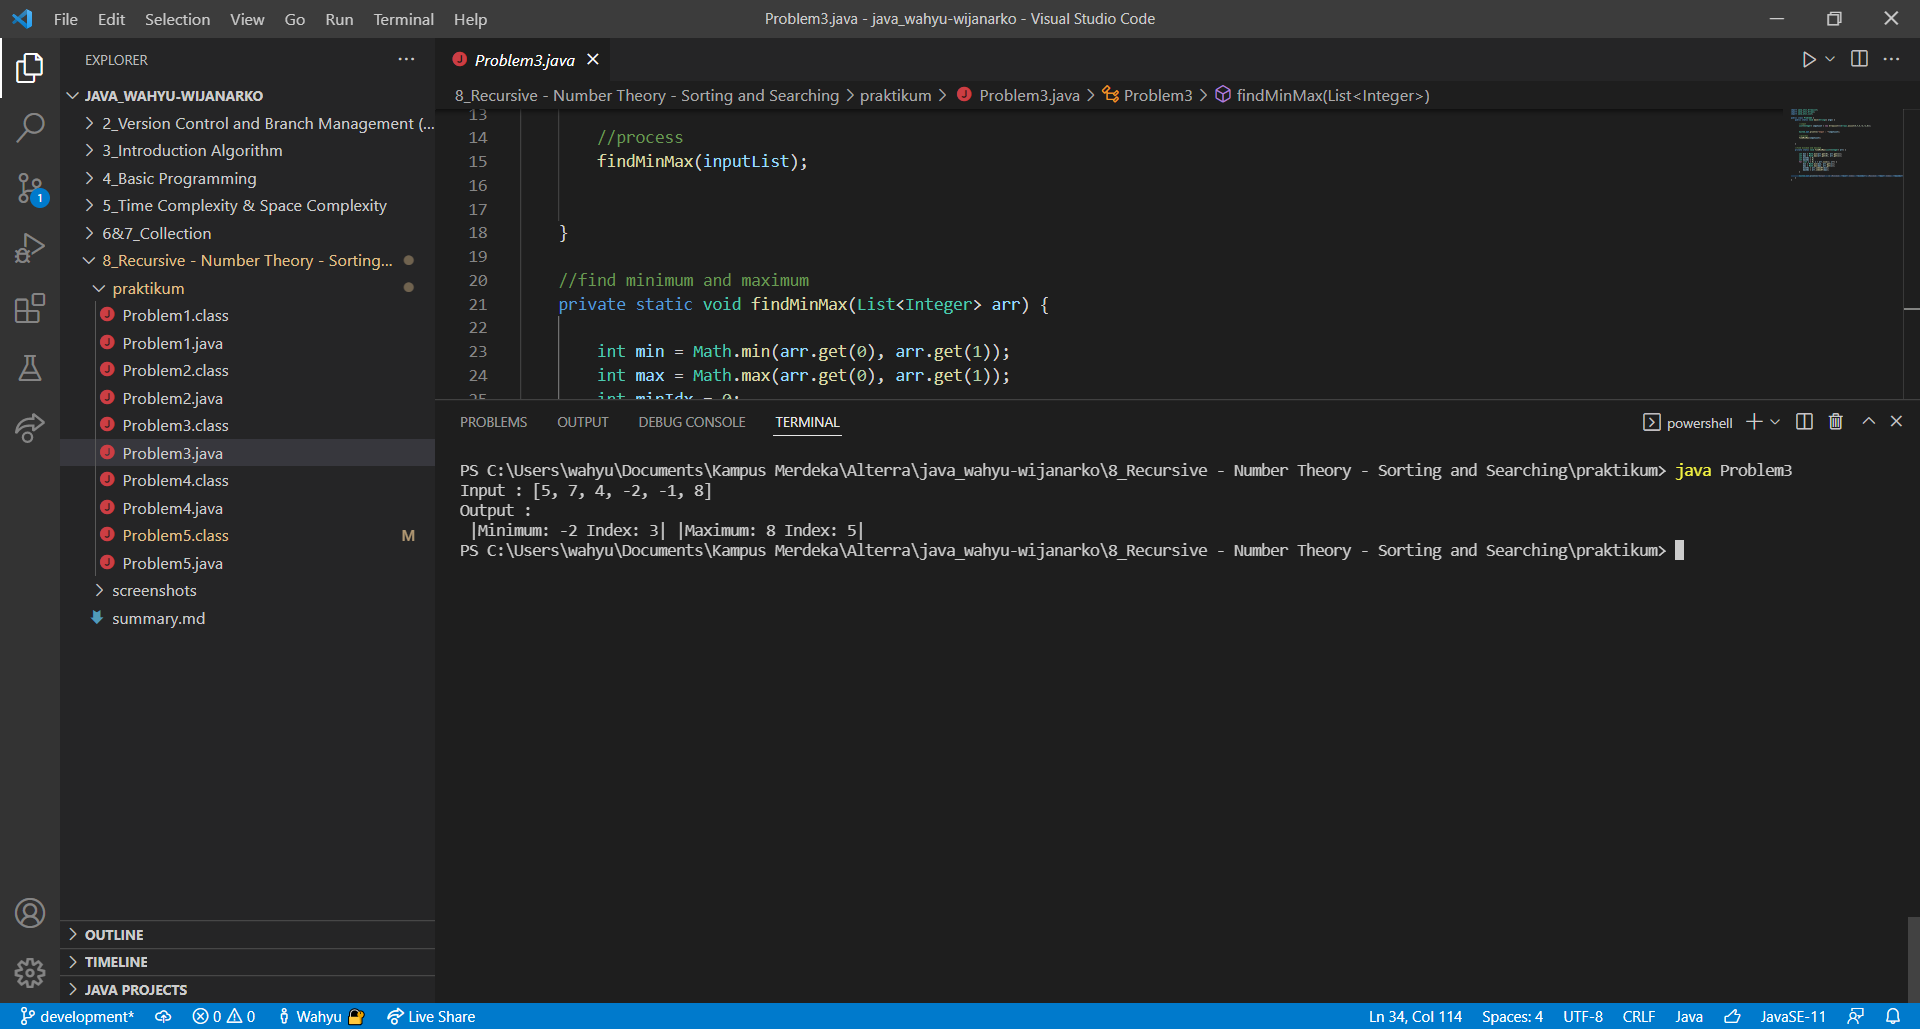 File Edit Selection View Go Run Terminal Help
Problem3.java - java_wahyu-wijanarko - Visual Studio Code
EXPLORER
JAVA_WAHYU-WIJANARKO
2_Version Control and Branch Management (...
3_Introduction Algorithm
4_Basic Programming
5_Time Complexity & Space Complexity
6&7_Collection
8_Recursive - Number Theory - Sorting...
praktikum
Problem1.class
Problem1.java
Problem2.class
Problem2.java
Problem3.class
Problem3.java
Problem4.class
Problem4.java
Problem5.class M
Problem5.java
screenshots
summary.md
OUTLINE
TIMELINE
JAVA PROJECTS
1
Problem3.java
8_Recursive - Number Theory - Sorting and Searching > praktikum > Problem3.java > Problem3 > findMinMax(List<Integer>)
13
14 //process
15 findMinMax(inputList);
16
17
18 }
19
20 //find minimum and maximum
21 private static void findMinMax(List<Integer> arr) {
22
23 int min = Math.min(arr.get(0), arr.get(1));
24 int max = Math.max(arr.get(0), arr.get(1));
25 int minIdx = 0;
PROBLEMS OUTPUT DEBUG CONSOLE TERMINAL
powershell
PS C:\Users\wahyu\Documents\Kampus Merdeka\Alterra\java_wahyu-wijanarko\8_Recursive - Number Theory - Sorting and Searching\praktikum> java Problem3
Input : [5, 7, 4, -2, -1, 8]
Output :
|Minimum: -2 Index: 3| |Maximum: 8 Index: 5|
PS C:\Users\wahyu\Documents\Kampus Merdeka\Alterra\java_wahyu-wijanarko\8_Recursive - Number Theory - Sorting and Searching\praktikum>
development* 0 0 Wahyu Live Share
Ln 34, Col 114 Spaces: 4 UTF-8 CRLF Java JavaSE-11